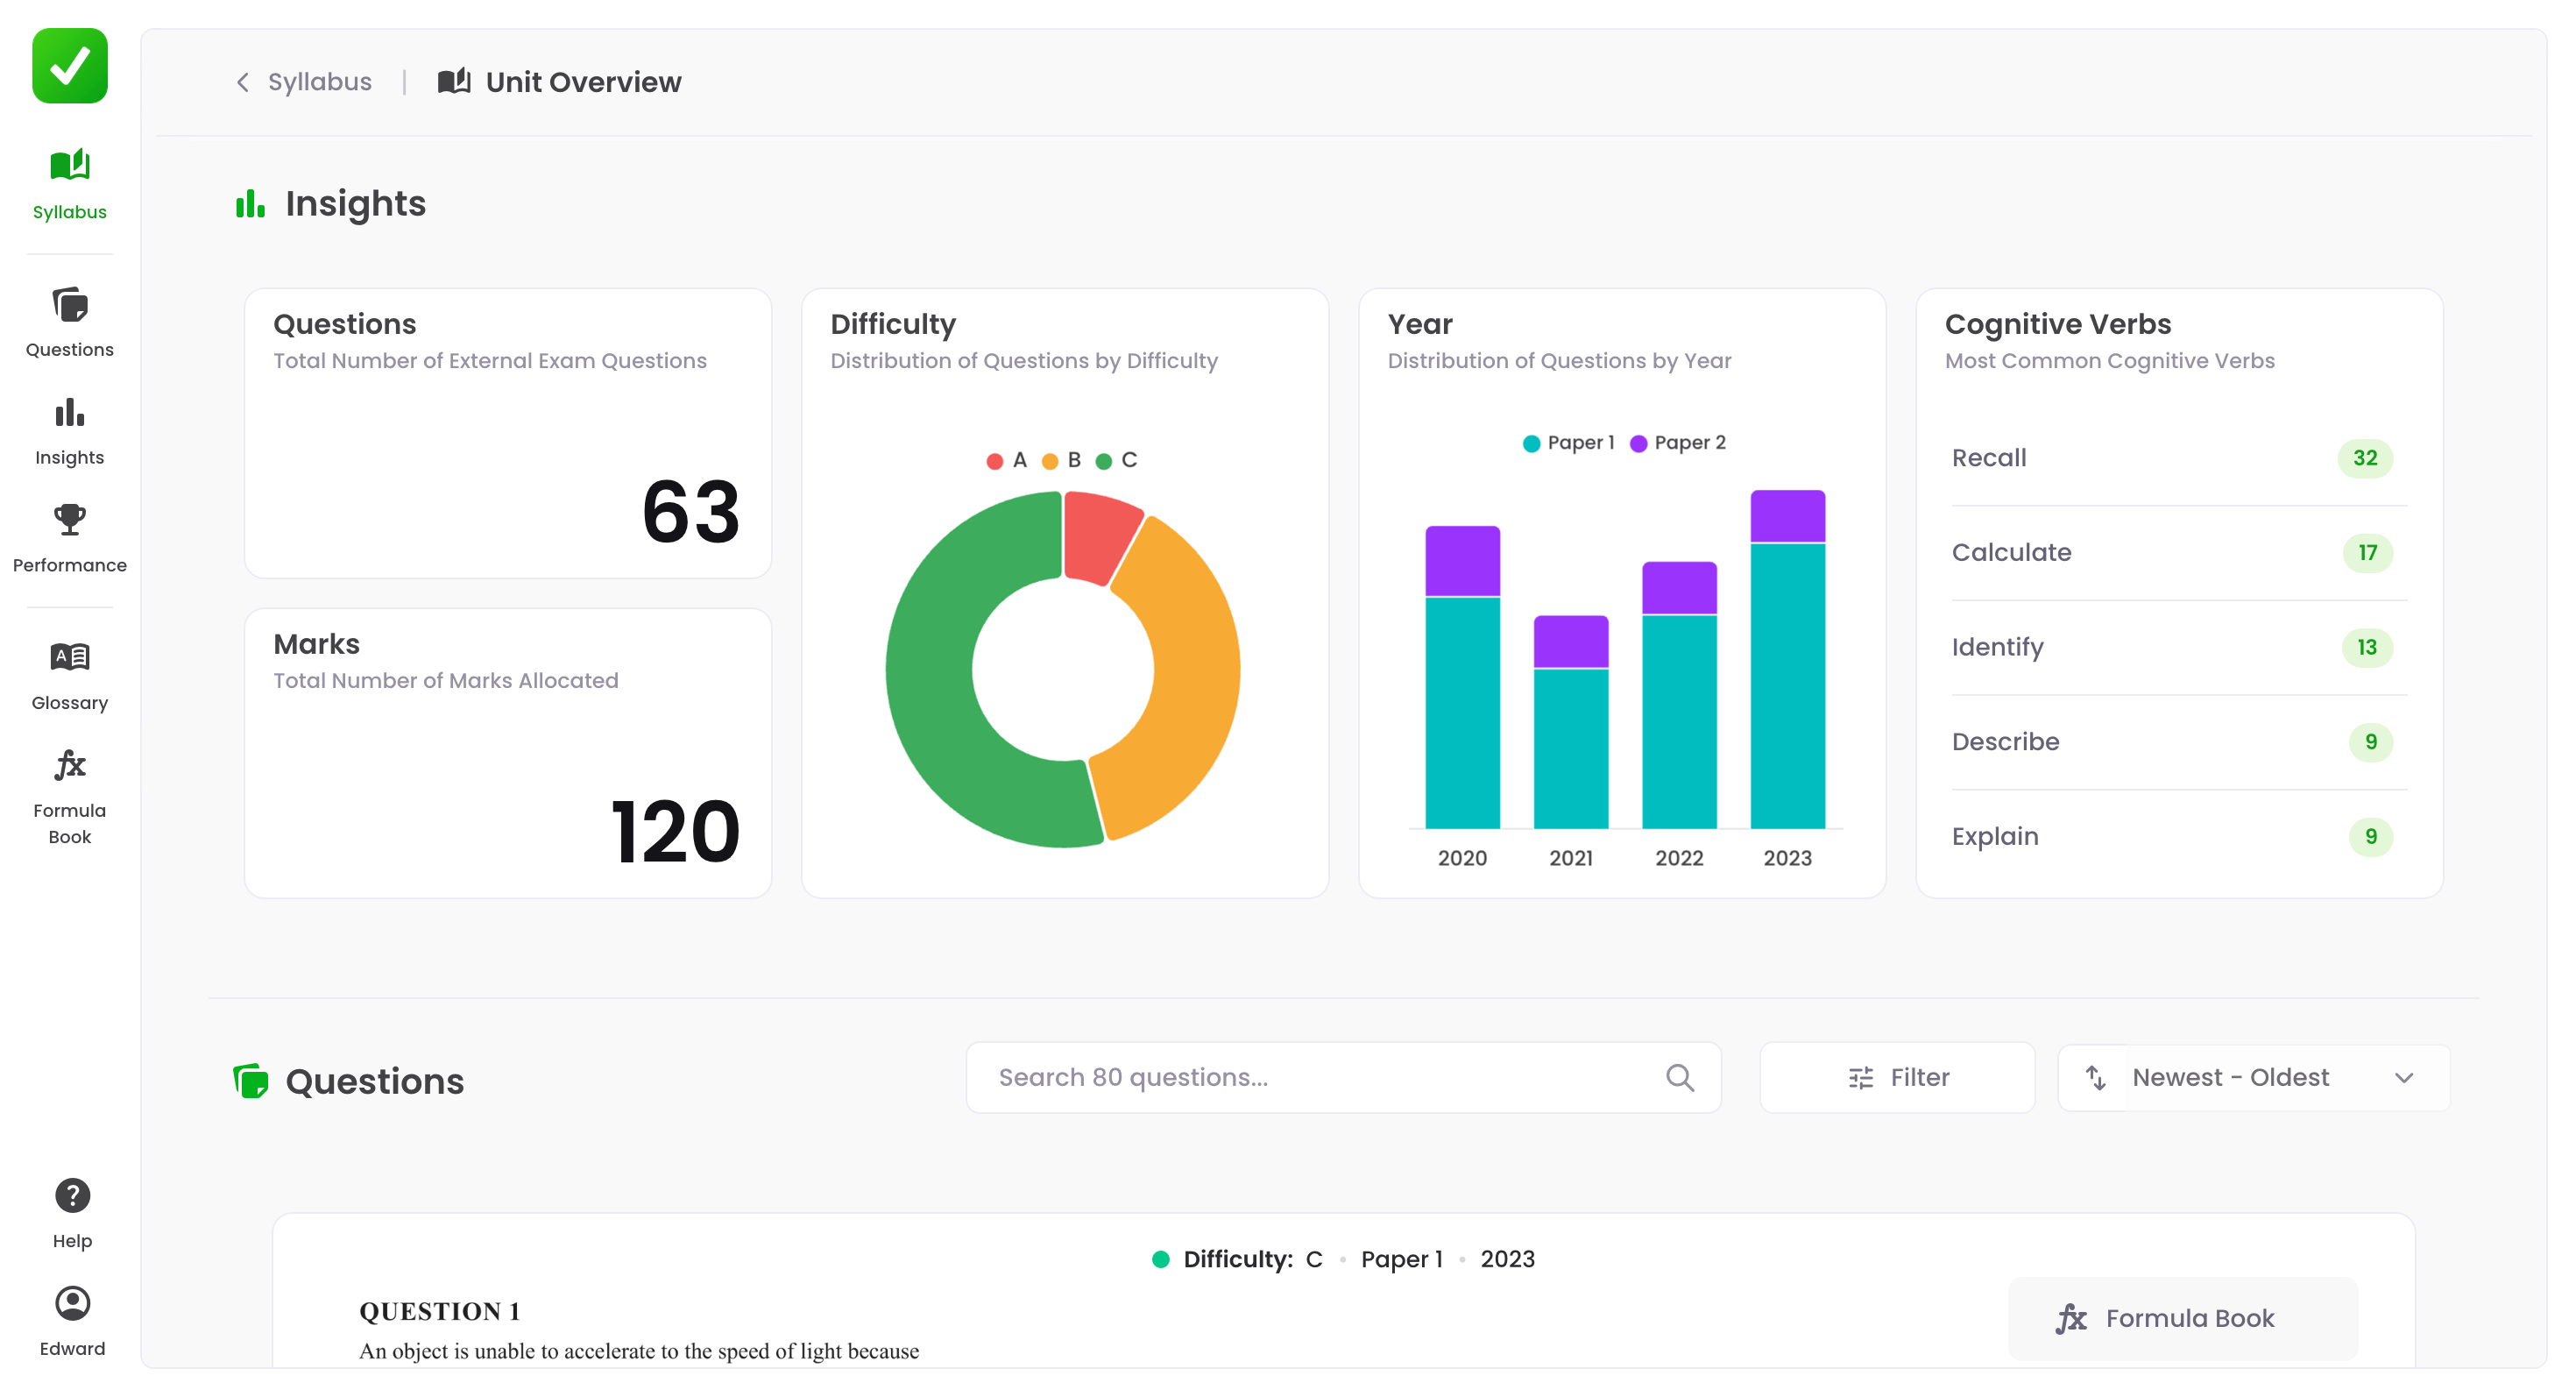 Syllabus
Questions
Insights
Performance
Glossary
Formula
Book
Help
Edward
Syllabus
Unit Overview
Insights
Questions
Total Number of External Exam Questions
63
Marks
Total Number of Marks Allocated
120
Difficulty
Distribution of Questions by Difficulty
A B C
Year
Distribution of Questions by Year
Paper 1 Paper 2
2020 2021 2022 2023
Cognitive Verbs
Most Common Cognitive Verbs
Recall 32
Calculate 17
Identify 13
Describe 9
Explain 9
Questions
Search 80 questions...
Filter
Newest - Oldest
Difficulty: C • Paper 1 • 2023
QUESTION 1
Formula Book
An object is unable to accelerate to the speed of light because